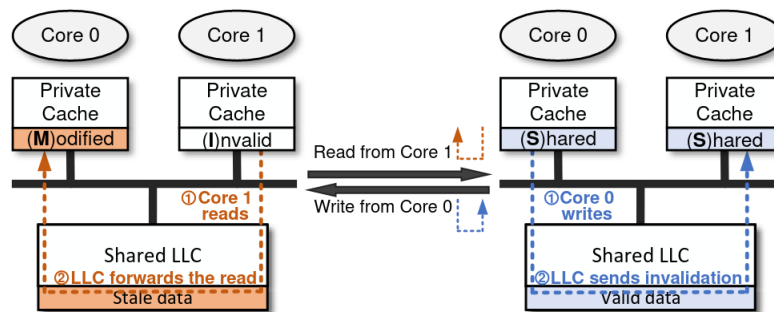 Core 0
Core 1
Private
Cache
(M)odified
Private
Cache
(I)nvalid
①Core 1
reads
Shared LLC
②LLC forwards the read
Stale data
Read from Core 1
Write from Core 0
Core 0
Core 1
Private
Cache
(S)hared
Private
Cache
(S)hared
①Core 0
writes
Shared LLC
②LLC sends invalidation
Valid data